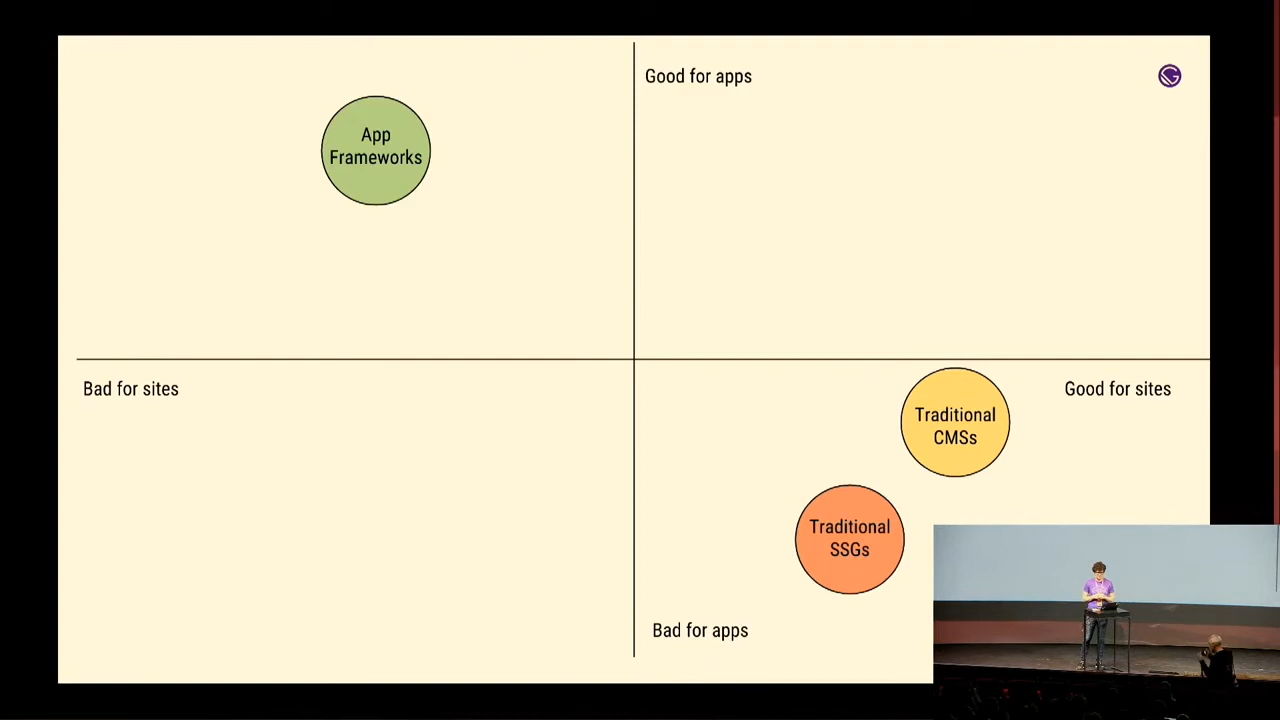 Good for apps
App
Frameworks
Bad for sites
Good for sites
Traditional
CMSs
Traditional
SSGs
Bad for apps